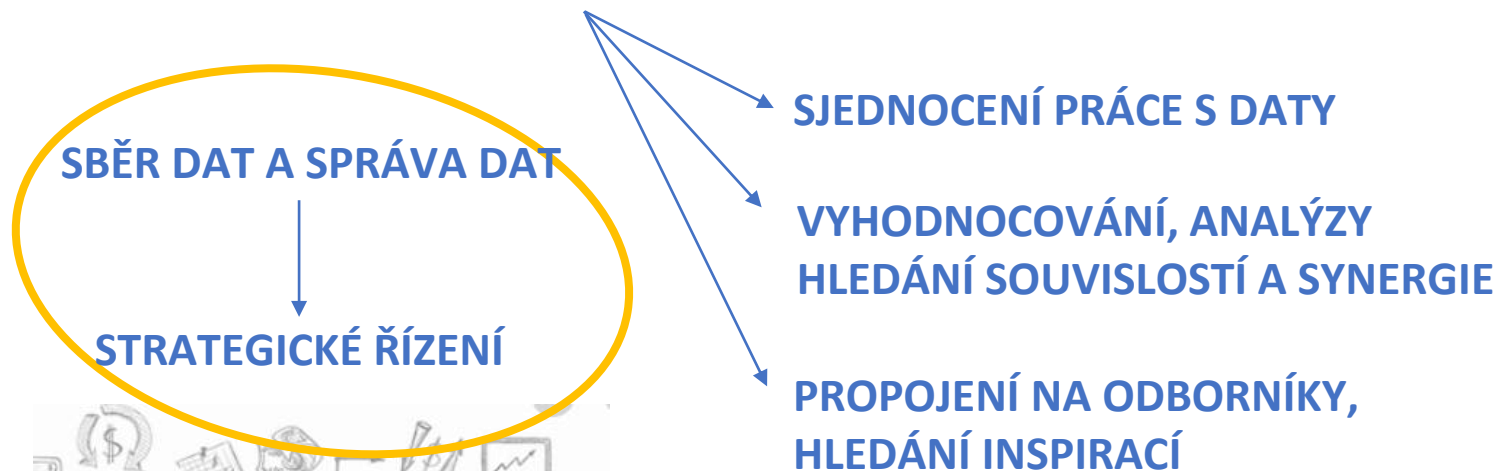 SBĚR DAT A SPRÁVA DAT
STRATEGICKÉ ŘÍZENÍ
SJEDNOCENÍ PRÁCE S DATY
VYHODNOCOVÁNÍ, ANALÝZY
HLEDÁNÍ SOUVISLOSTÍ A SYNERGIE
PROPOJENÍ NA ODBORNÍKY,
HLEDÁNÍ INSPIRACÍ